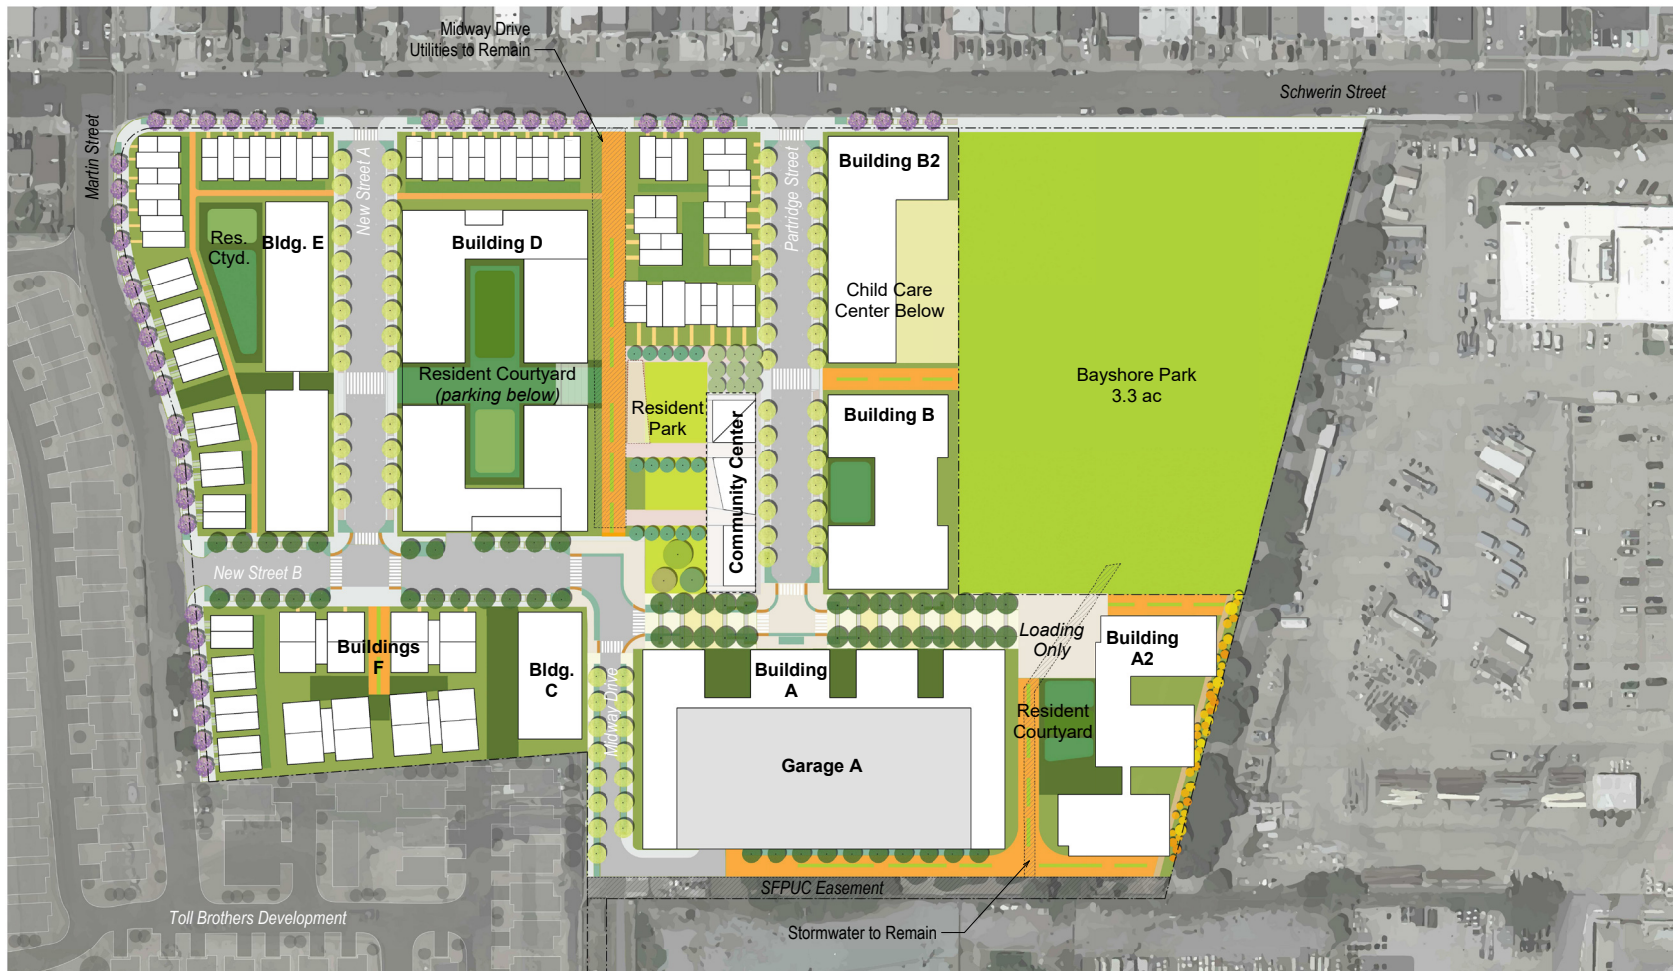 Midway Drive
Utilities to Remain
Schwerin Street
Martin Street
New Street A
Partridge Street
Building B2
Res.
Ctyd.
Bldg. E
Building D
Child Care
Center Below
Resident Courtyard
(parking below)
Bayshore Park
3.3 ac
Resident
Park
Community Center
Building B
New Street B
Buildings
F
Bldg.
C
Midway Drive
Building
A
Loading
Only
Building
A2
Resident
Courtyard
Garage A
SFPUC Easement
Toll Brothers Development
Stormwater to Remain